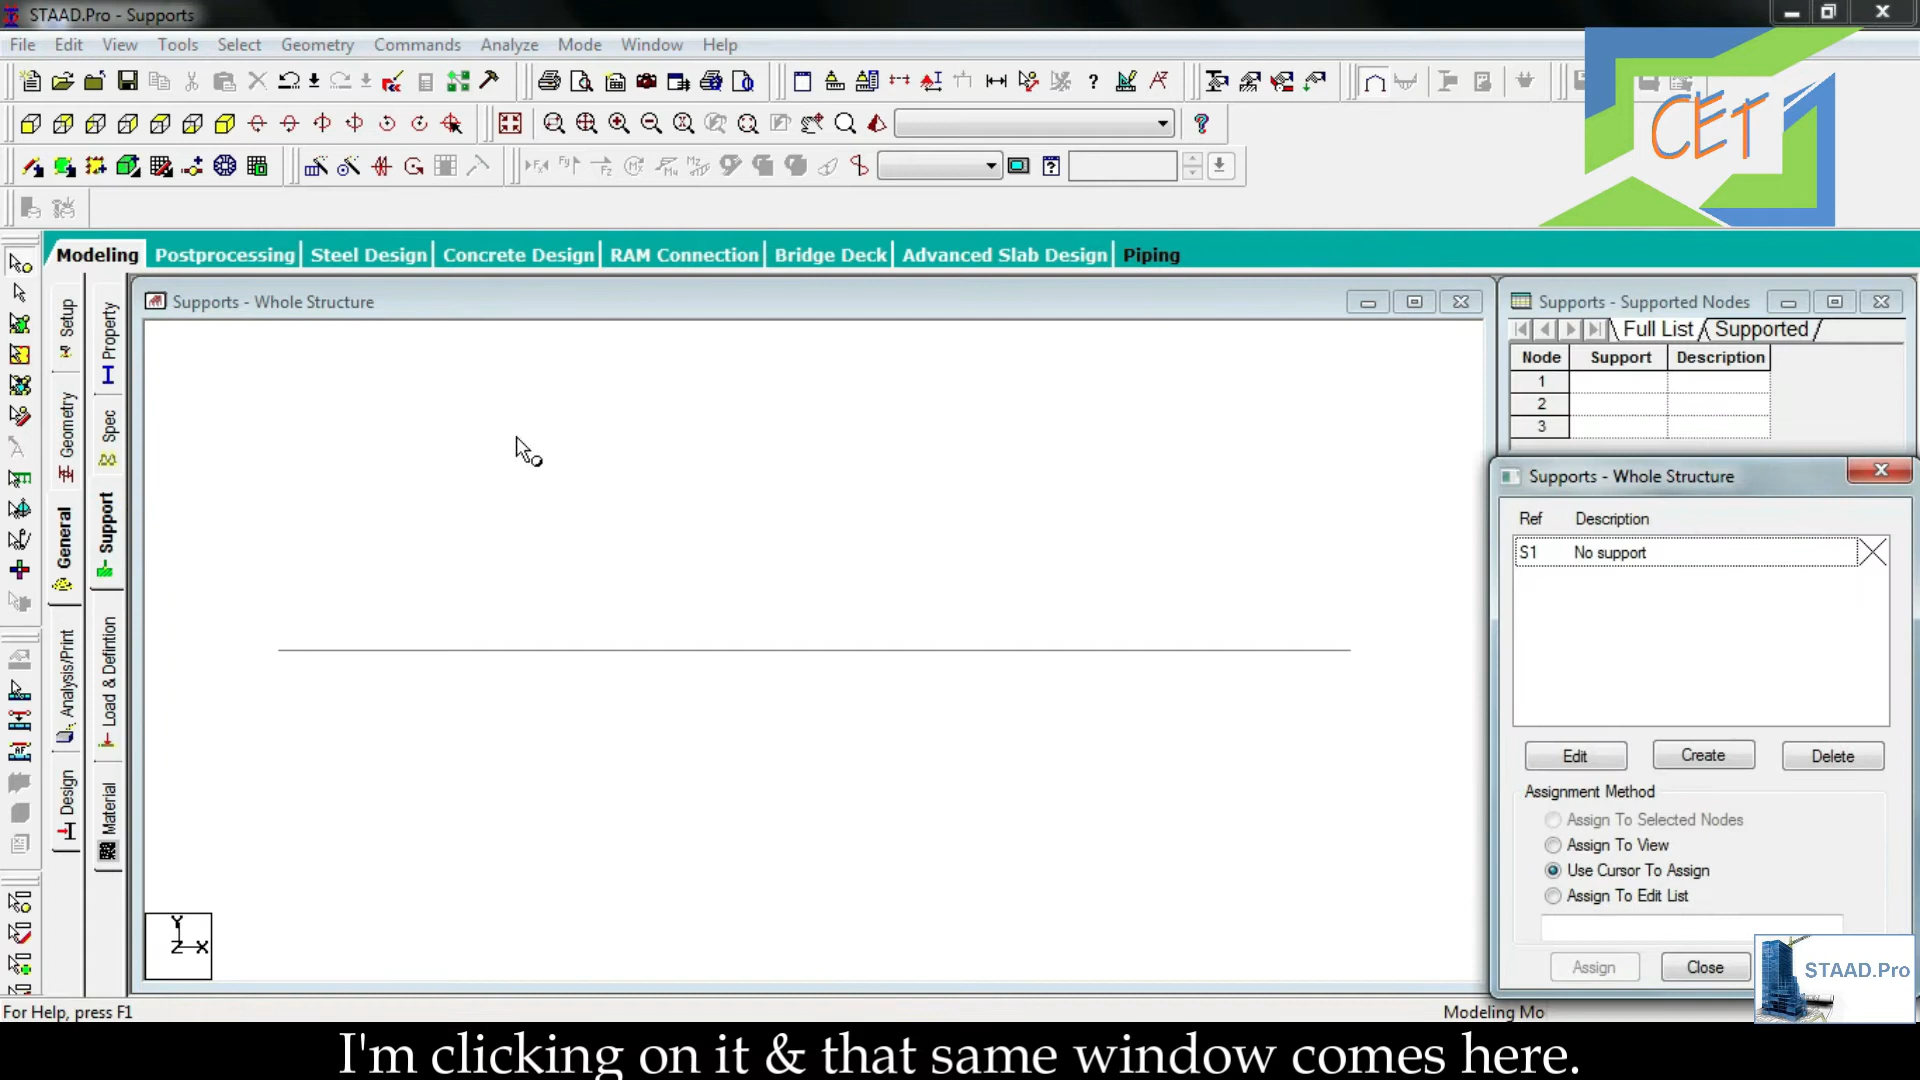 STAAD.Pro - Supports
File Edit View Tools Select Geometry Commands Analyze Mode Window Help
CET
Modeling Postprocessing Steel Design Concrete Design RAM Connection Bridge Deck Advanced Slab Design Piping
Setup
Geometry
General
Analysis/Print
Design
Property
Spec
Support
Load & Definition
Material
Supports - Whole Structure
Y
Z X
Supports - Supported Nodes
Full List Supported
Node Support Description
1
2
3
Supports - Whole Structure
Ref Description
S1 No support
Edit Create Delete
Assignment Method
Assign To Selected Nodes
Assign To View
Use Cursor To Assign
Assign To Edit List
Assign Close
STAAD.Pro
For Help, press F1
Modeling Mo
I'm clicking on it & that same window comes here.